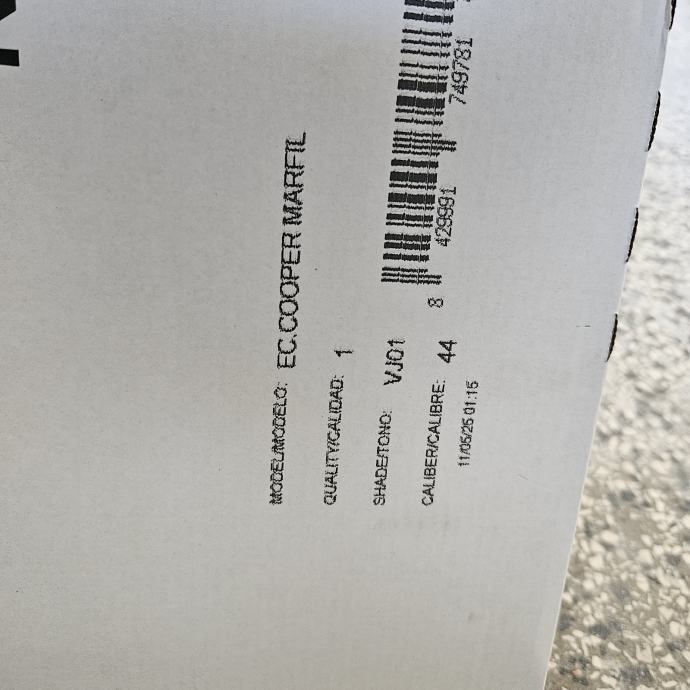 MODEL/MODELO: EC.COOPER MARFIL
QUALITY/CALIDAD: 1
SHADE/TONO: VJ01
CALIBER/CALIBRE: 44
11/05/25 01:15
8 429991 749781